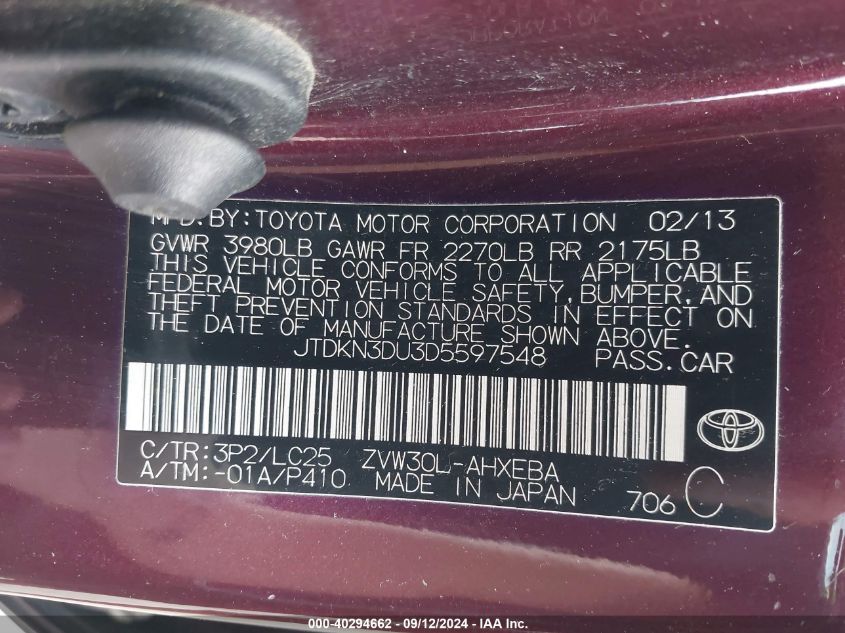 MFD.BY:TOYOTA MOTOR CORPORATION 02/13
GVWR 3980LB GAWR FR 2270LB RR 2175LB
THIS VEHICLE CONFORMS TO ALL APPLICABLE
FEDERAL MOTOR VEHICLE SAFETY,BUMPER,AND
THEFT PREVENTION STANDARDS IN EFFECT ON
THE DATE OF MANUFACTURE SHOWN ABOVE.
JTDKN3DU3D5597548 PASS.CAR
C/TR:3P2/LC25 ZVW30L-AHXEBA
A/TM:-01A/P410 MADE IN JAPAN 706 C
000-40294662 - 09/12/2024 - © IAA, Inc.